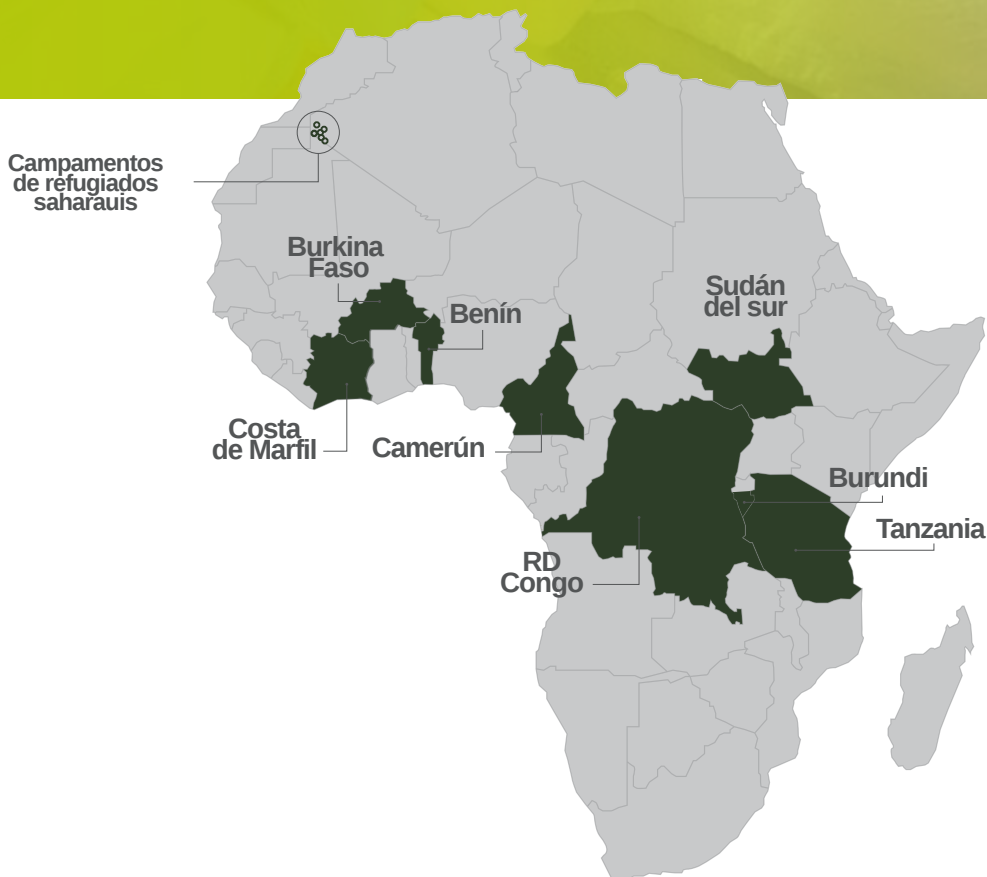 Campamentos
de refugiados
saharauis
Burkina
Faso
Benín
Sudán
del sur
Costa
de Marfil
Camerún
Burundi
Tanzania
RD
Congo